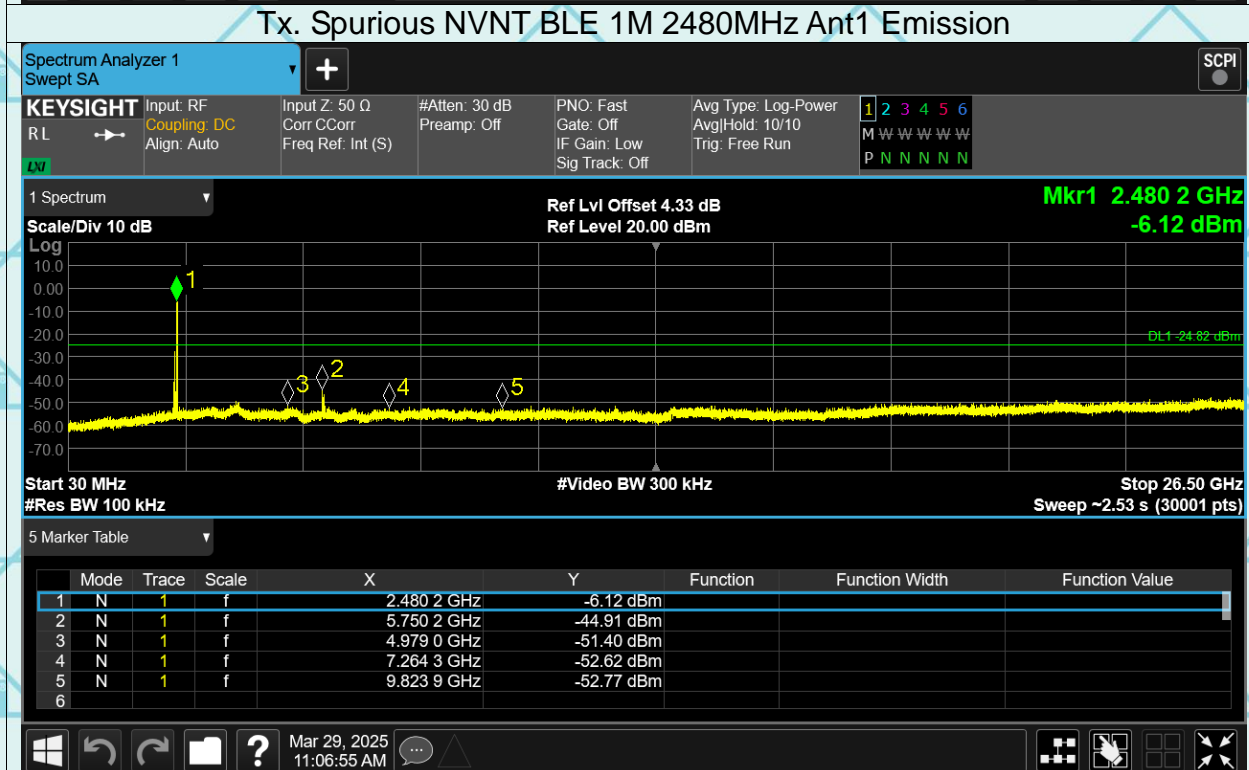 Tx. Spurious NVNT BLE 1M 2480MHz Ant1 Emission
Spectrum Analyzer 1
Swept SA
+
SCPI
KEYSIGHT
R L
LXI
Input: RF
Coupling: DC
Align: Auto
Input Z: 50 Ω
Corr CCorr
Freq Ref: Int (S)
#Atten: 30 dB
Preamp: Off
PNO: Fast
Gate: Off
IF Gain: Low
Sig Track: Off
Avg Type: Log-Power
Avg|Hold: 10/10
Trig: Free Run
1 2 3 4 5 6
M W W W W W
P N N N N N
1 Spectrum
Scale/Div 10 dB
Ref Lvl Offset 4.33 dB
Ref Level 20.00 dBm
Mkr1 2.480 2 GHz
-6.12 dBm
Log
10.0
0.00
-10.0
-20.0
-30.0
-40.0
-50.0
-60.0
-70.0
1
DL1 -24.82 dBm
3 2 4 5
Start 30 MHz
#Res BW 100 kHz
#Video BW 300 kHz
Stop 26.50 GHz
Sweep ~2.53 s (30001 pts)
5 Marker Table
Mode Trace Scale X Y Function Function Width Function Value
1 N 1 f 2.480 2 GHz -6.12 dBm
2 N 1 f 5.750 2 GHz -44.91 dBm
3 N 1 f 4.979 0 GHz -51.40 dBm
4 N 1 f 7.264 3 GHz -52.62 dBm
5 N 1 f 9.823 9 GHz -52.77 dBm
6
?
Mar 29, 2025
11:06:55 AM